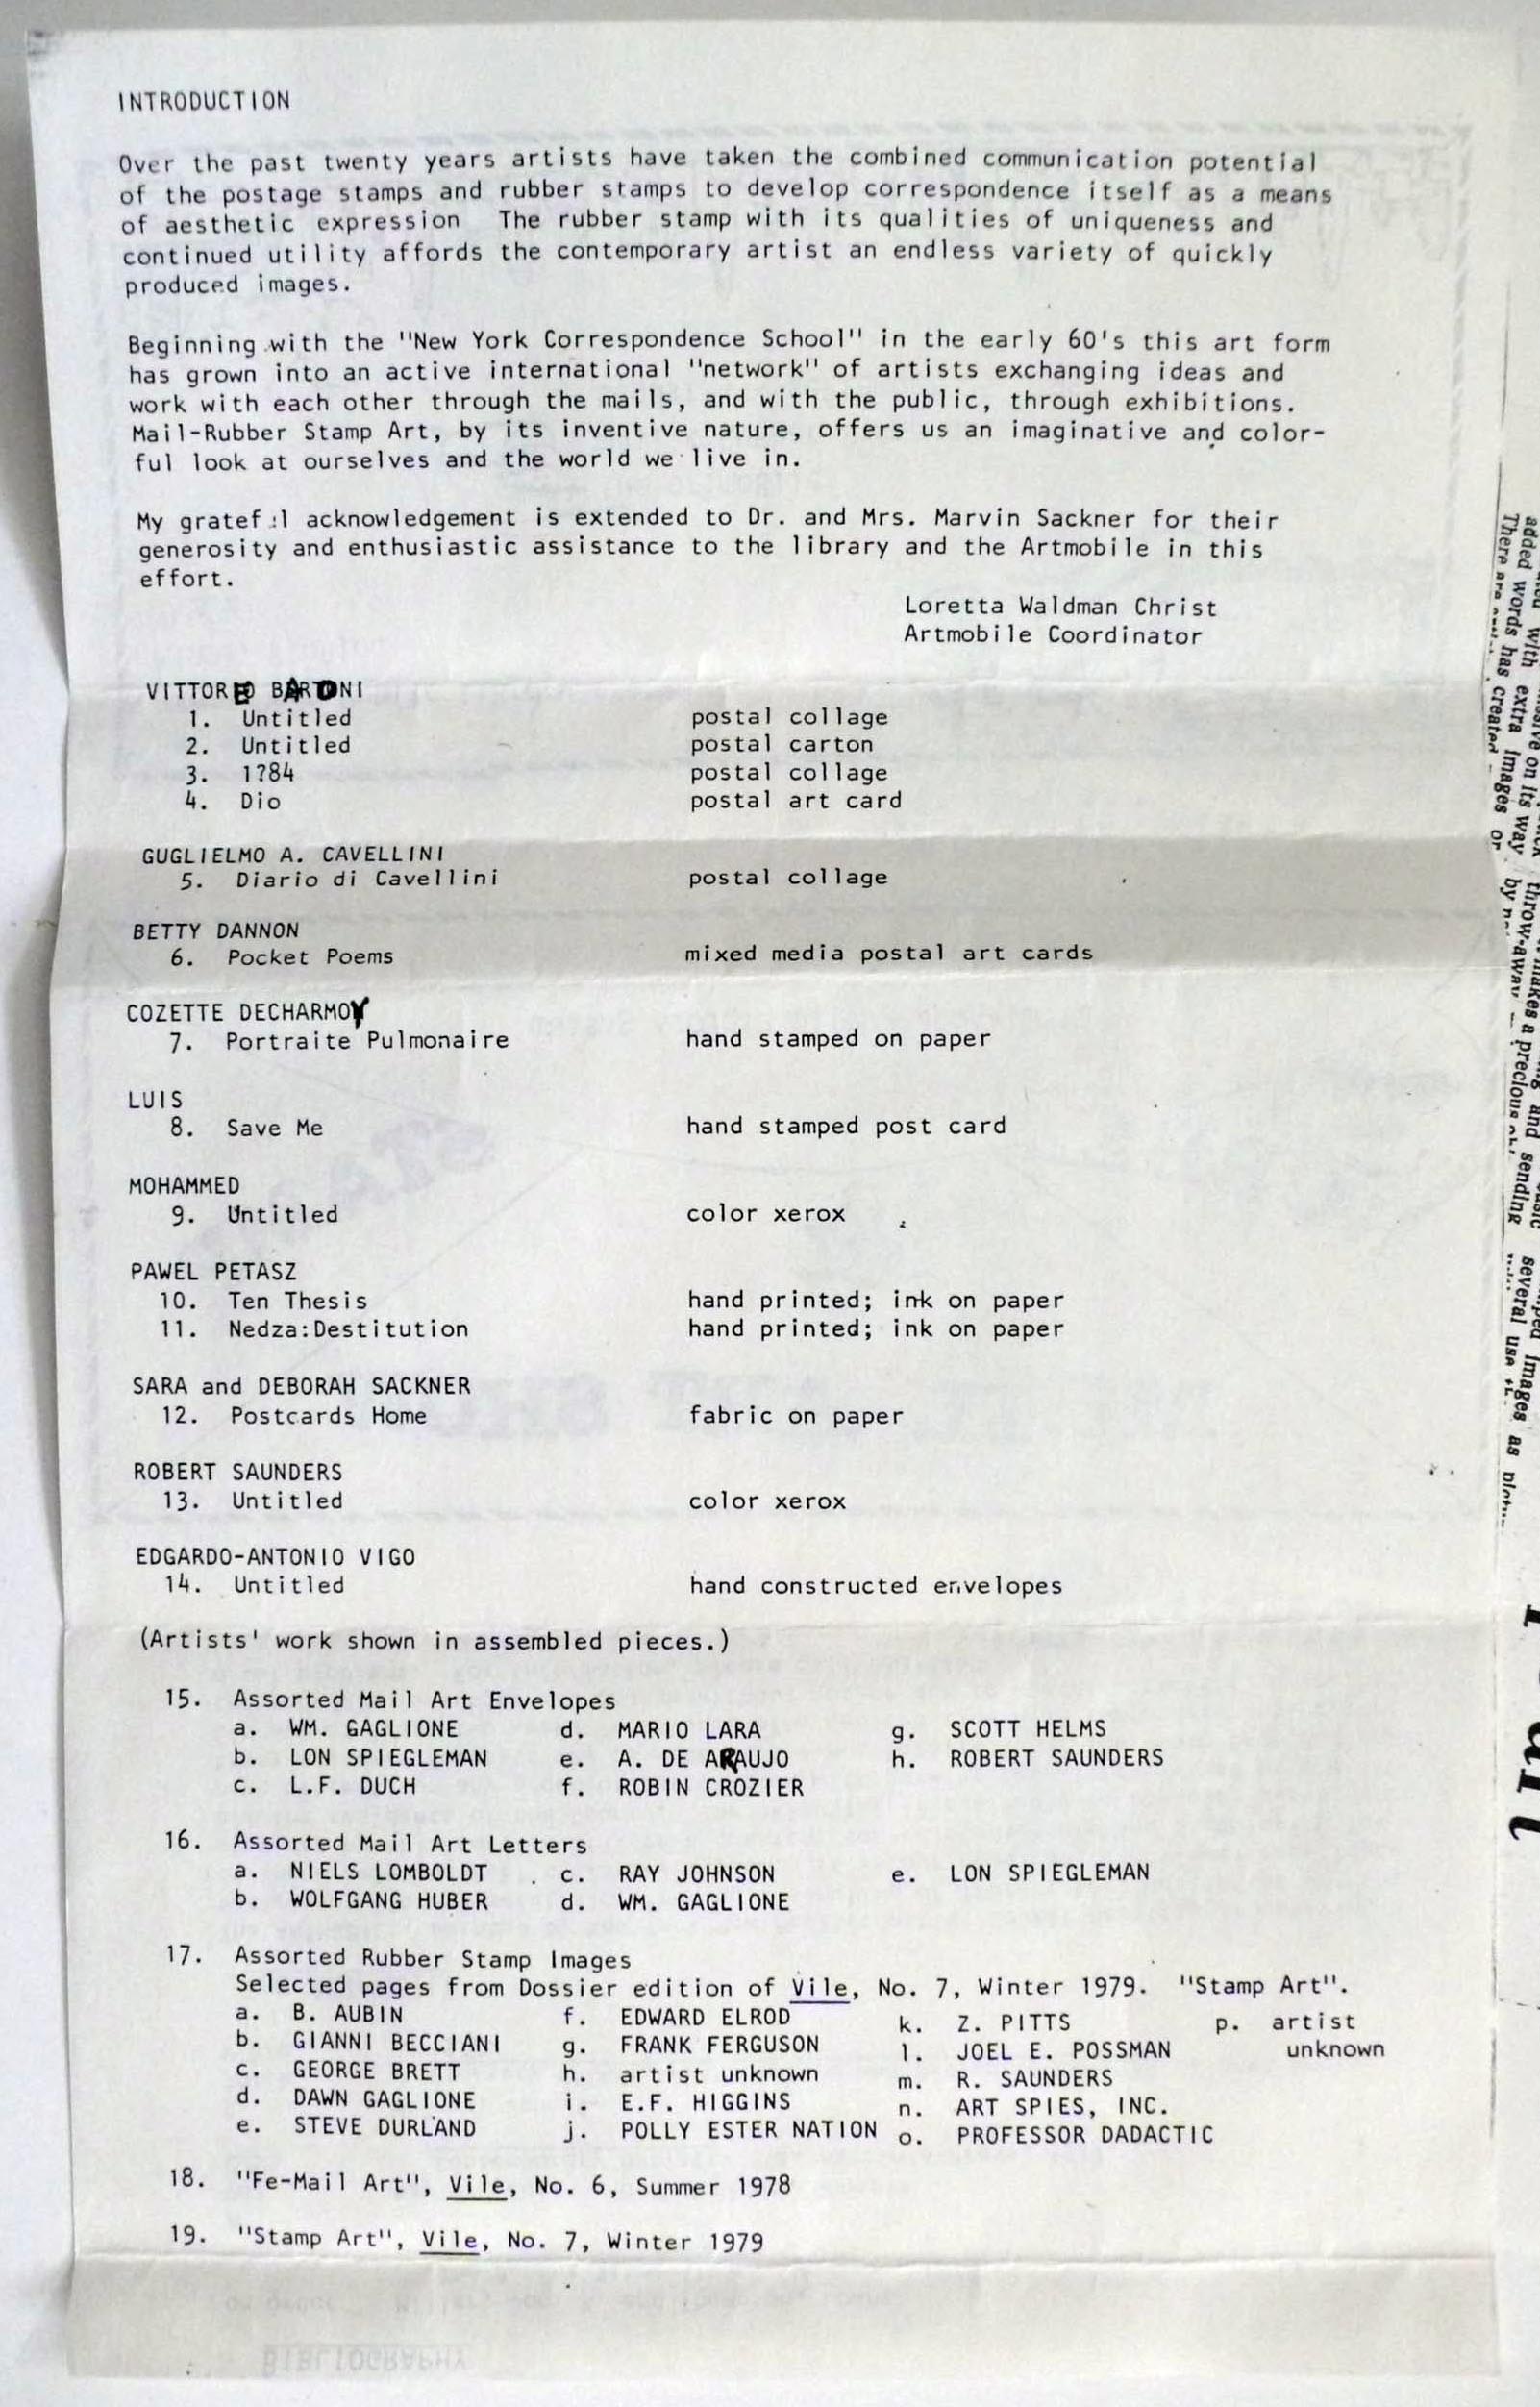 INTRODUCTION
Over the past twenty years artists have taken the combined communication potential
of the postage stamps and rubber stamps to develop correspondence itself as a means
of aesthetic expression The rubber stamp with its qualities of uniqueness and
continued utility affords the contemporary artist an endless variety of quickly
produced images.
Beginning with the "New York Correspondence School" in the early 60's this art form
has grown into an active international "network" of artists exchanging ideas and
work with each other through the mails, and with the public, through exhibitions.
Mail-Rubber Stamp Art, by its inventive nature, offers us an imaginative and color-
ful look at ourselves and the world we live in.
My grateful acknowledgement is extended to Dr. and Mrs. Marvin Sackner for their
generosity and enthusiastic assistance to the library and the Artmobile in this
effort.
Loretta Waldman Christ
Artmobile Coordinator
VITTORE BARONI
1. Untitled postal collage
2. Untitled postal carton
3. 1?84 postal collage
4. Dio postal art card
GUGLIELMO A. CAVELLINI
5. Diario di Cavellini postal collage
BETTY DANNON
6. Pocket Poems mixed media postal art cards
COZETTE DECHARMOY
7. Portraite Pulmonaire hand stamped on paper
LUIS
8. Save Me hand stamped post card
MOHAMMED
9. Untitled color xerox
PAWEL PETASZ
10. Ten Thesis hand printed; ink on paper
11. Nedza:Destitution hand printed; ink on paper
SARA and DEBORAH SACKNER
12. Postcards Home fabric on paper
ROBERT SAUNDERS
13. Untitled color xerox
EDGARDO-ANTONIO VIGO
14. Untitled hand constructed envelopes
(Artists' work shown in assembled pieces.)
15. Assorted Mail Art Envelopes
a. WM. GAGLIONE d. MARIO LARA g. SCOTT HELMS
b. LON SPIEGLEMAN e. A. DE ARAUJO h. ROBERT SAUNDERS
c. L.F. DUCH f. ROBIN CROZIER
16. Assorted Mail Art Letters
a. NIELS LOMBOLDT c. RAY JOHNSON e. LON SPIEGLEMAN
b. WOLFGANG HUBER d. WM. GAGLIONE
17. Assorted Rubber Stamp Images
Selected pages from Dossier edition of Vile, No. 7, Winter 1979. "Stamp Art".
a. B. AUBIN f. EDWARD ELROD k. Z. PITTS p. artist
b. GIANNI BECCIANI g. FRANK FERGUSON l. JOEL E. POSSMAN unknown
c. GEORGE BRETT h. artist unknown m. R. SAUNDERS
d. DAWN GAGLIONE i. E.F. HIGGINS n. ART SPIES, INC.
e. STEVE DURLAND j. POLLY ESTER NATION o. PROFESSOR DADACTIC
18. "Fe-Mail Art", Vile, No. 6, Summer 1978
19. "Stamp Art", Vile, No. 7, Winter 1979